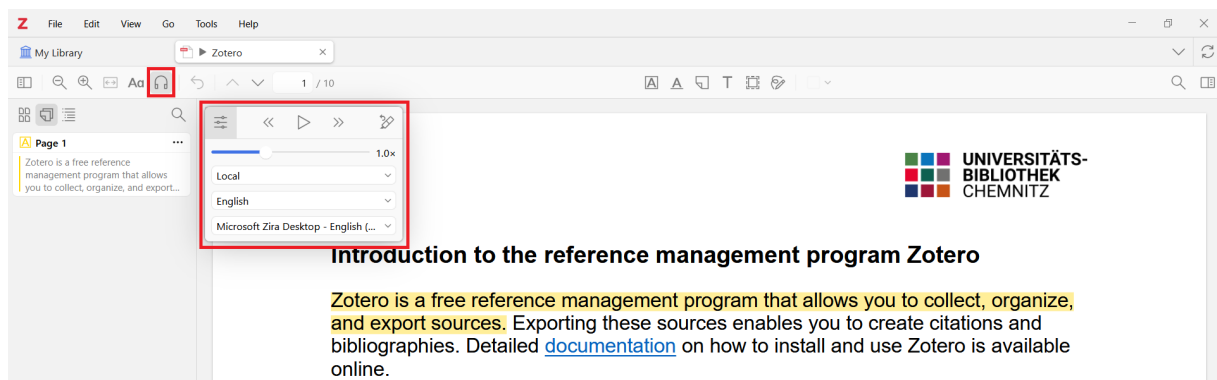 Z File Edit View Go Tools Help
My Library
Zotero
Aa
1 / 10
A A T
Page 1
Zotero is a free reference
management program that allows
you to collect, organize, and export...
1.0×
Local
English
Microsoft Zira Desktop - English (...
UNIVERSITÄTS-
BIBLIOTHEK
CHEMNITZ
Introduction to the reference management program Zotero
Zotero is a free reference management program that allows you to collect, organize,
and export sources. Exporting these sources enables you to create citations and
bibliographies. Detailed documentation on how to install and use Zotero is available
online.